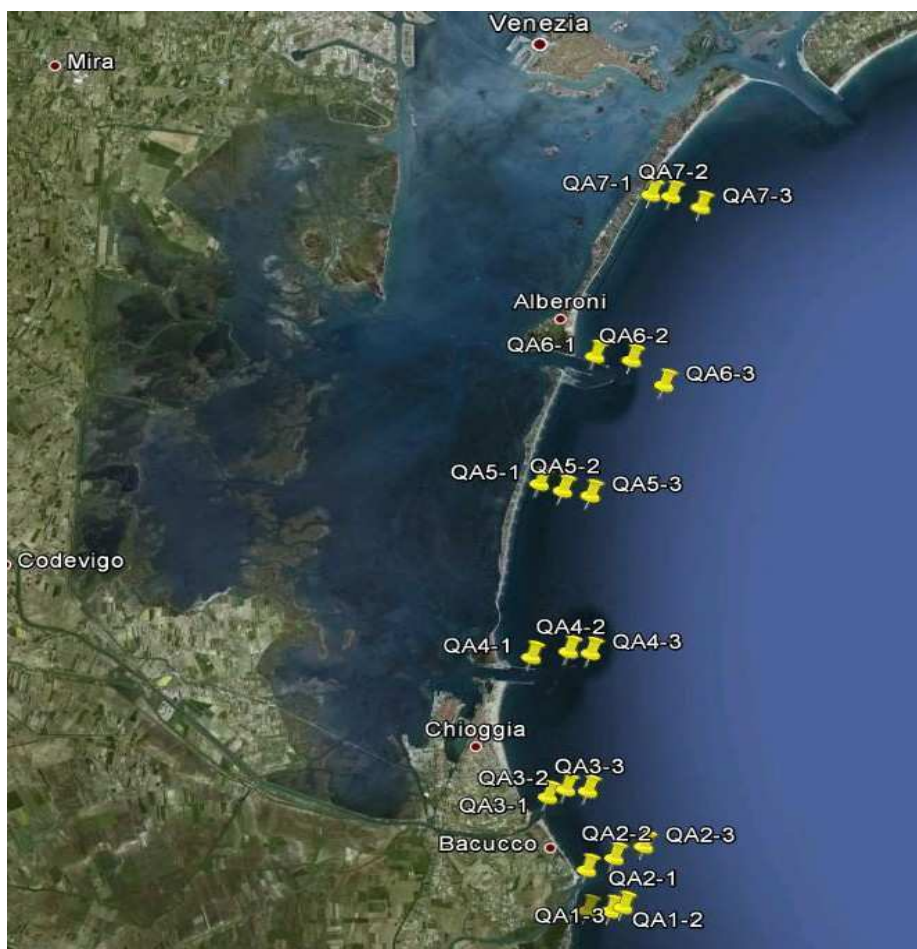 Venezia
Mira
QA7-1
QA7-2
QA7-3
Alberoni
QA6-1
QA6-2
QA6-3
QA5-1
QA5-2
QA5-3
Codevigo
QA4-1
QA4-2
QA4-3
Chioggia
QA3-2
QA3-3
QA3-1
Bacucco
QA2-2
QA2-3
QA2-1
QA1-3
QA1-2